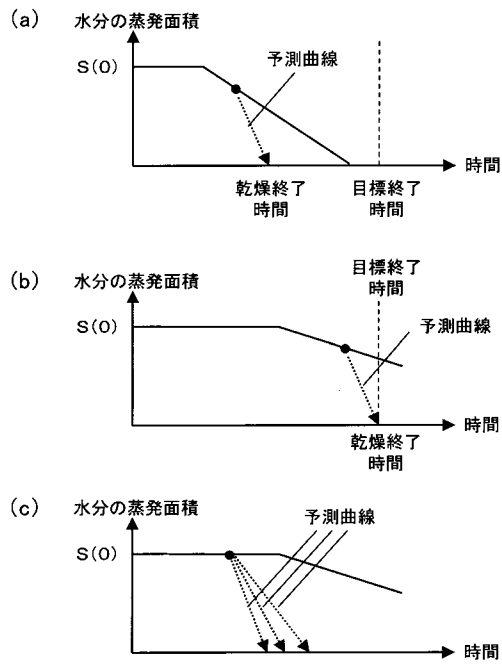 (a)
水分の蒸発面積
S(0)
予測曲線
時間
乾燥終了
時間
目標終了
時間
(b)
水分の蒸発面積
目標終了
時間
S(0)
予測曲線
時間
乾燥終了
時間
(c)
水分の蒸発面積
予測曲線
S(0)
時間